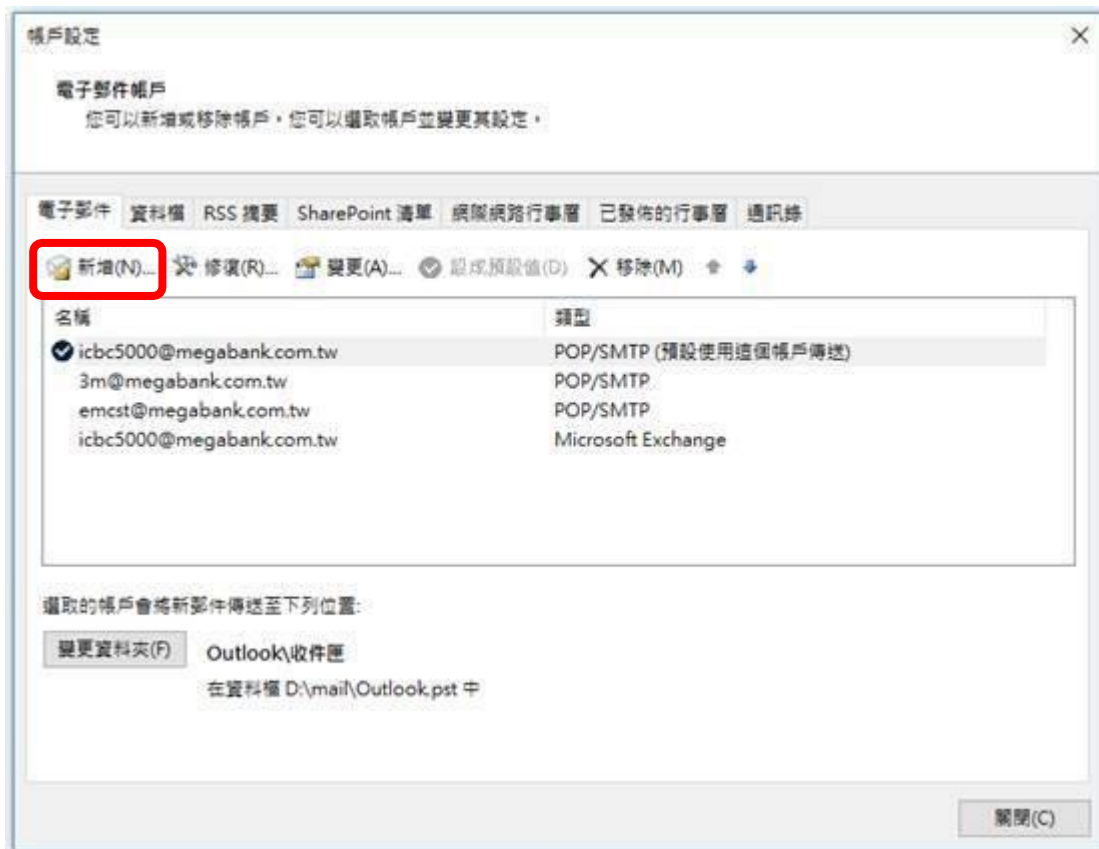 帳戶設定
電子郵件帳戶
您可以新增或移除帳戶，您可以選取帳戶並變更其設定。
電子郵件 資料檔 RSS 摘要 SharePoint 清單 網際網路行事曆 已發佈的行事曆 通訊錄
新增(N)... 修復(R)... 變更(A)... 設成預設值(D) 移除(M)
名稱 類型
icbc5000@megabank.com.tw POP/SMTP (預設使用這個帳戶傳送)
3m@megabank.com.tw POP/SMTP
emcst@megabank.com.tw POP/SMTP
icbc5000@megabank.com.tw Microsoft Exchange
選取的帳戶會將新郵件傳送至下列位置:
變更資料夾(F) Outlook\收件匣
在資料檔 D:\mail\Outlook.pst 中
關閉(C)